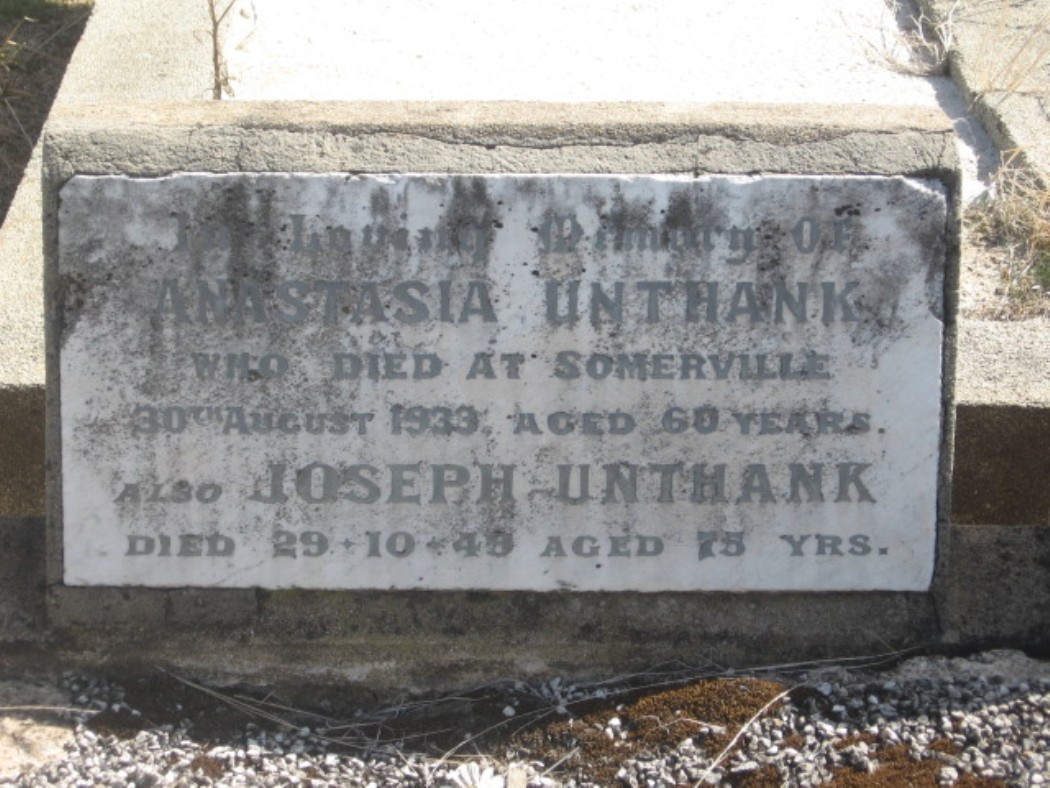 In Loving Memory Of
ANASTASIA UNTHANK
WHO DIED AT SOMERVILLE
30TH AUGUST 1933, AGED 60 YEARS.
ALSO JOSEPH UNTHANK
DIED 29-10-43 AGED 75 YRS.